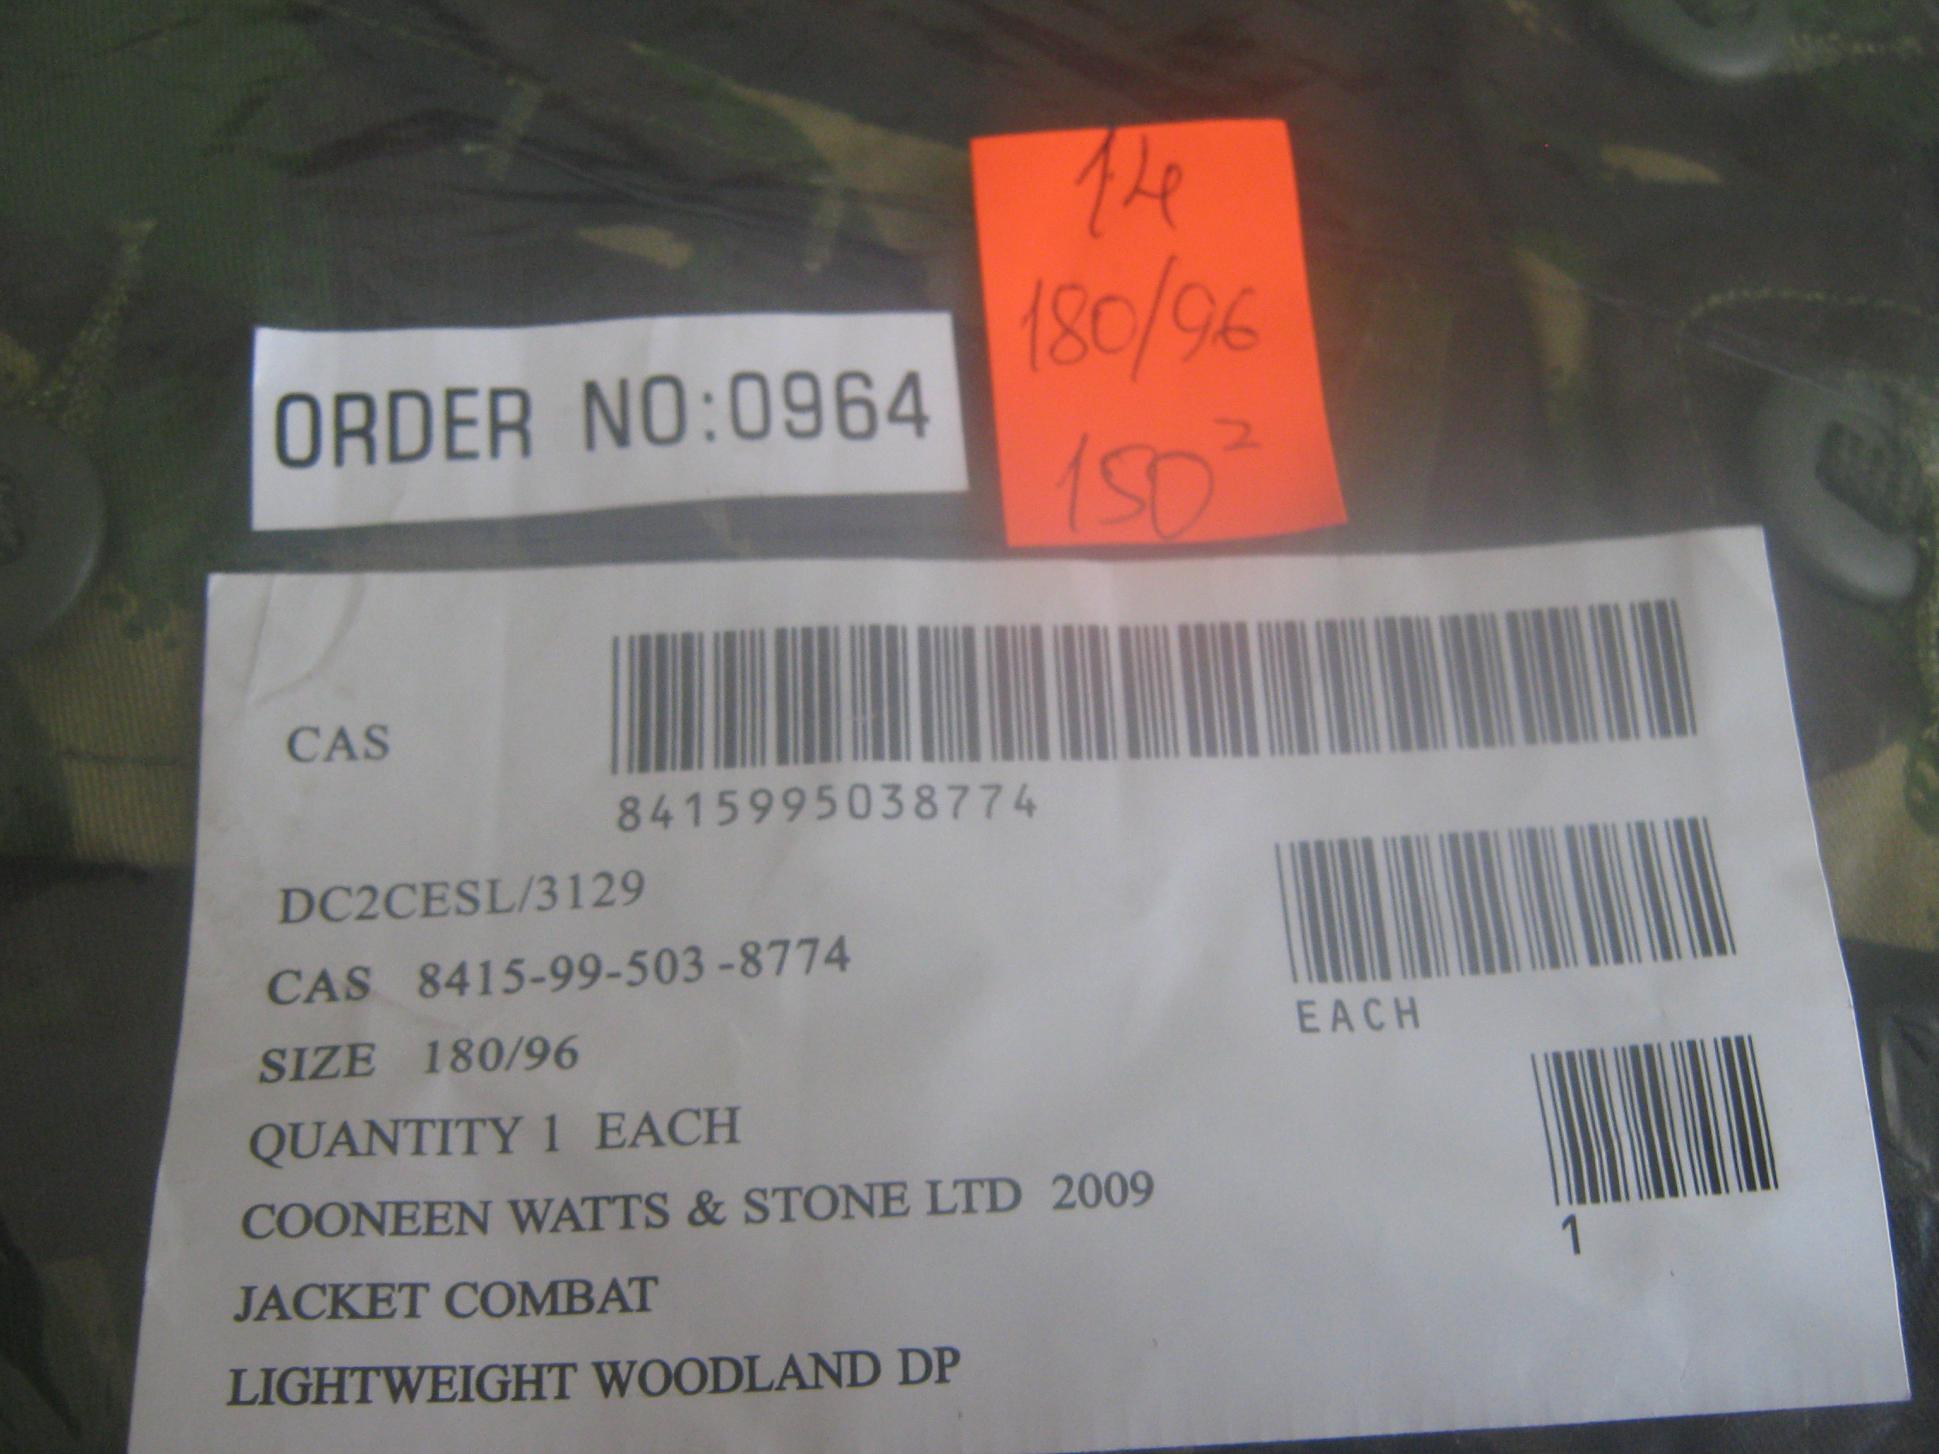 14
180/96
150²
ORDER NO:0964
CAS
8415995038774
DC2CESL/3129
CAS 8415-99-503-8774
EACH
SIZE 180/96
QUANTITY 1 EACH
COONEEN WATTS & STONE LTD 2009
1
JACKET COMBAT
LIGHTWEIGHT WOODLAND DP